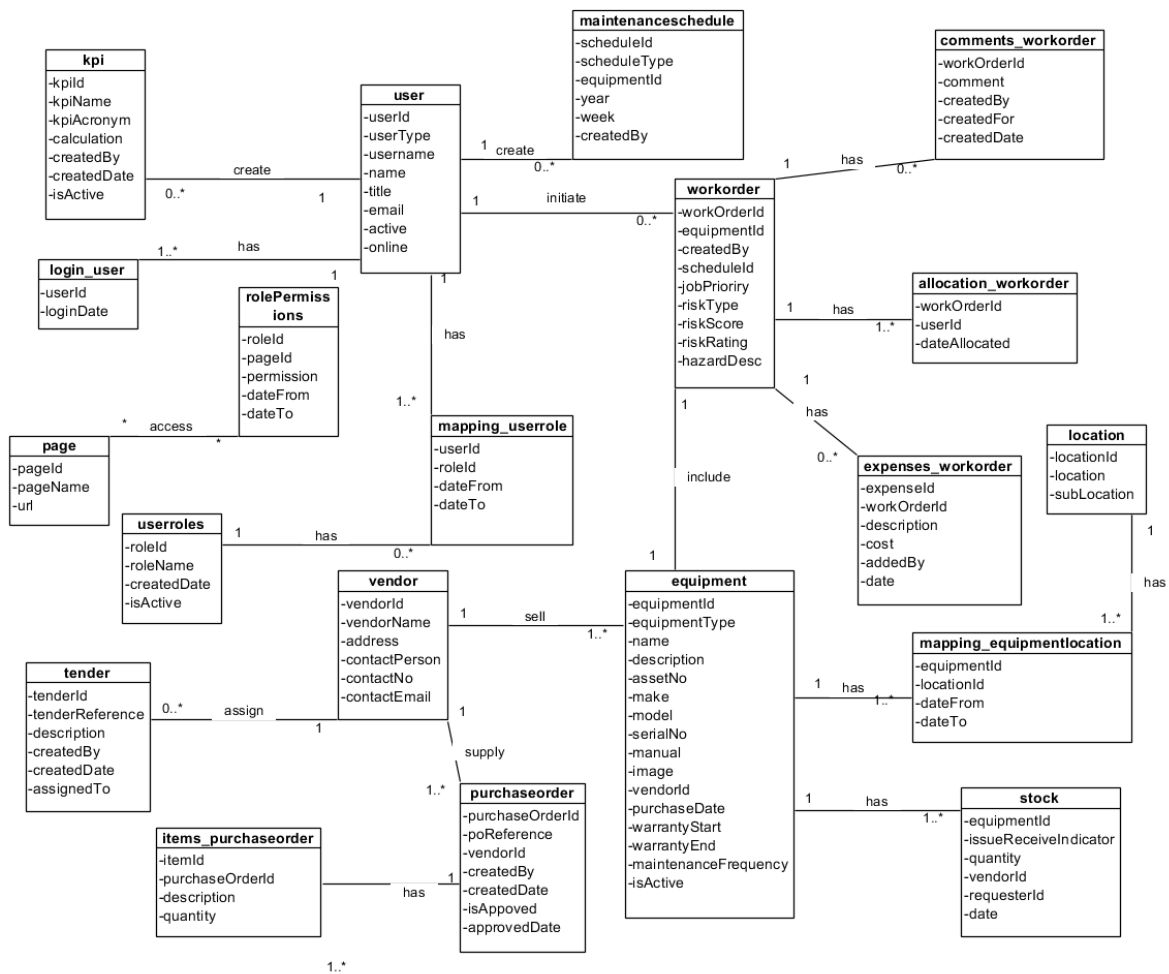 kpi
-kpiId
-kpiName
-kpiAcronym
-calculation
-createdBy
-createdDate
-isActive
create
0..*
1
user
-userId
-userType
-username
-name
-title
-email
-active
-online
maintenanceschedule
-scheduleId
-scheduleType
-equipmentId
-year
-week
-createdBy
1
create
0..*
comments_workorder
-workOrderId
-comment
-createdBy
-createdFor
-createdDate
1
has
0..*
1
initiate
0..*
workorder
-workOrderId
-equipmentId
-createdBy
-scheduleId
-jobPrioriry
-riskType
-riskScore
-riskRating
-hazardDesc
1..*
has
1
login_user
-userId
-loginDate
rolePermiss
ions
-roleId
-pageId
-permission
-dateFrom
-dateTo
1
has
1..*
allocation_workorder
-workOrderId
-userId
-dateAllocated
1
has
1..*
*
access
*
page
-pageId
-pageName
-url
mapping_userrole
-userId
-roleId
-dateFrom
-dateTo
1
has
0..*
expenses_workorder
-expenseId
-workOrderId
-description
-cost
-addedBy
-date
location
-locationId
-location
-subLocation
1
has
1..*
userroles
-roleId
-roleName
-createdDate
-isActive
1
has
0..*
1
include
1
vendor
-vendorId
-vendorName
-address
-contactPerson
-contactNo
-contactEmail
1
sell
1..*
equipment
-equipmentId
-equipmentType
-name
-description
-assetNo
-make
-model
-serialNo
-manual
-image
-vendorId
-purchaseDate
-warrantyStart
-warrantyEnd
-maintenanceFrequency
-isActive
mapping_equipmentlocation
-equipmentId
-locationId
-dateFrom
-dateTo
1
has
1..*
tender
-tenderId
-tenderReference
-description
-createdBy
-createdDate
-assignedTo
0..*
assign
1
1
supply
1..*
purchaseorder
-purchaseOrderId
-poReference
-vendorId
-createdBy
-createdDate
-isAppoved
-approvedDate
1
has
1..*
stock
-equipmentId
-issueReceiveIndicator
-quantity
-vendorId
-requesterId
-date
items_purchaseorder
-itemId
-purchaseOrderId
-description
-quantity
1
has
1..*